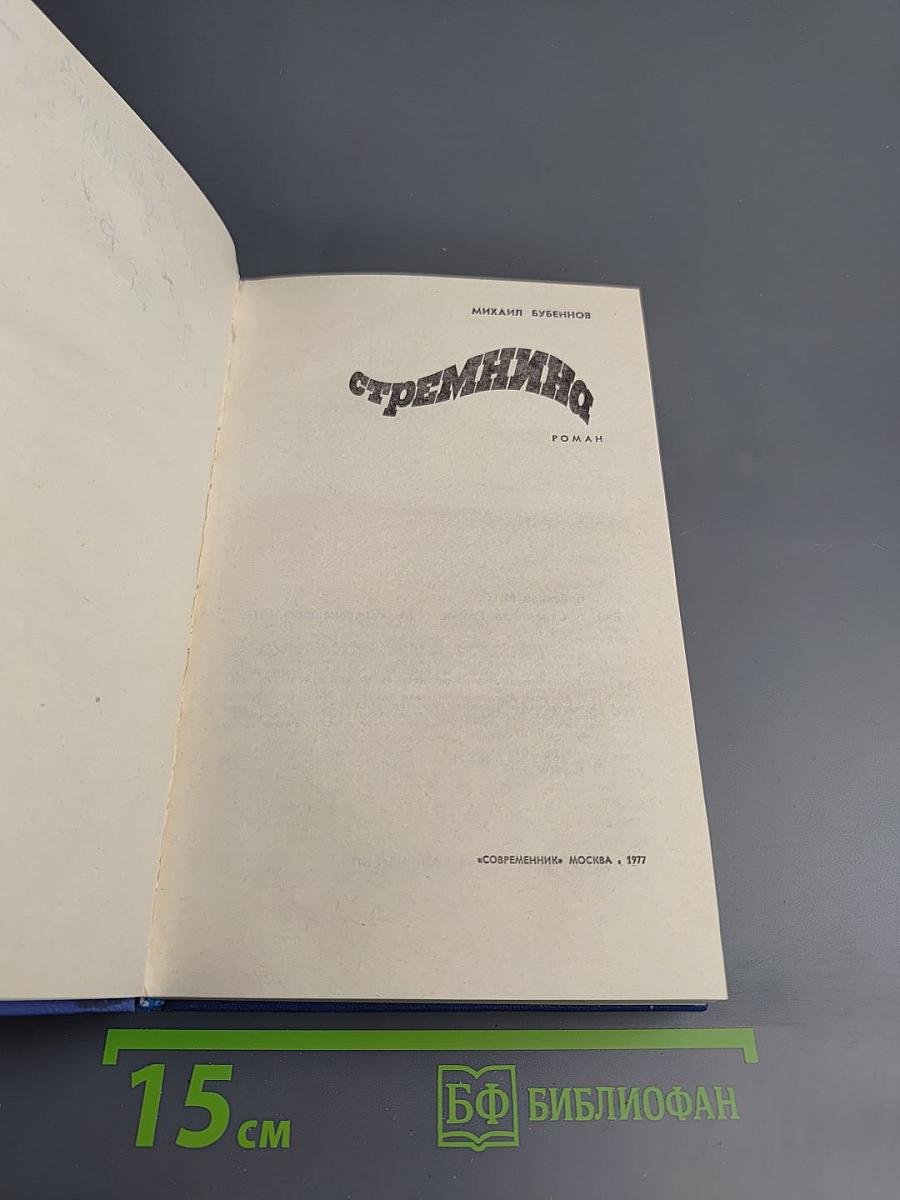 МИХАИЛ БУБЕННОВ
СТРЕМНИНА
РОМАН
«СОВРЕМЕННИК» МОСКВА • 1977
15 см
БФ БИБЛИОФАН